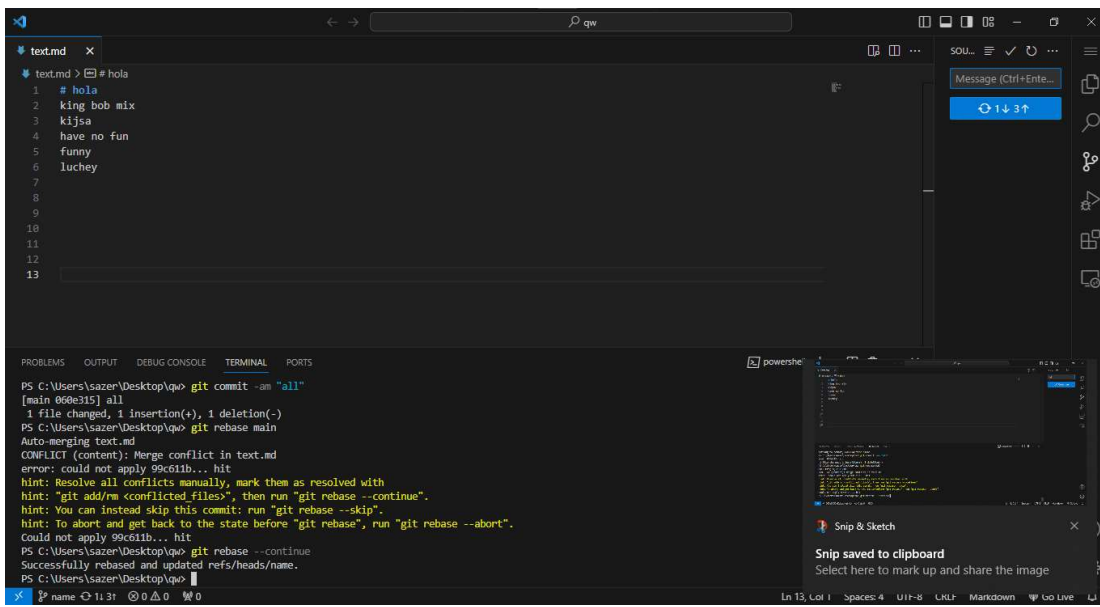 qw
text.md
SOU...
text.md > # hola
Message (Ctrl+Ente...
1↓ 3↑
1 # hola
2 king bob mix
3 kijsa
4 have no fun
5 funny
6 luchey
7
8
9
10
11
12
13
PROBLEMS OUTPUT DEBUG CONSOLE TERMINAL PORTS
powershe
PS C:\Users\sazer\Desktop\qw> git commit -am "all"
[main 060e315] all
1 file changed, 1 insertion(+), 1 deletion(-)
PS C:\Users\sazer\Desktop\qw> git rebase main
Auto-merging text.md
CONFLICT (content): Merge conflict in text.md
error: could not apply 99c611b... hit
hint: Resolve all conflicts manually, mark them as resolved with
hint: "git add/rm <conflicted_files>", then run "git rebase --continue".
hint: You can instead skip this commit: run "git rebase --skip".
hint: To abort and get back to the state before "git rebase", run "git rebase --abort".
Could not apply 99c611b... hit
PS C:\Users\sazer\Desktop\qw> git rebase --continue
Successfully rebased and updated refs/heads/name.
PS C:\Users\sazer\Desktop\qw>
Snip & Sketch
Snip saved to clipboard
Select here to mark up and share the image
name 1↓ 3↑ 0 0 0
Ln 13, Col 1 Spaces: 4 UTF-8 CRLF Markdown Go Live